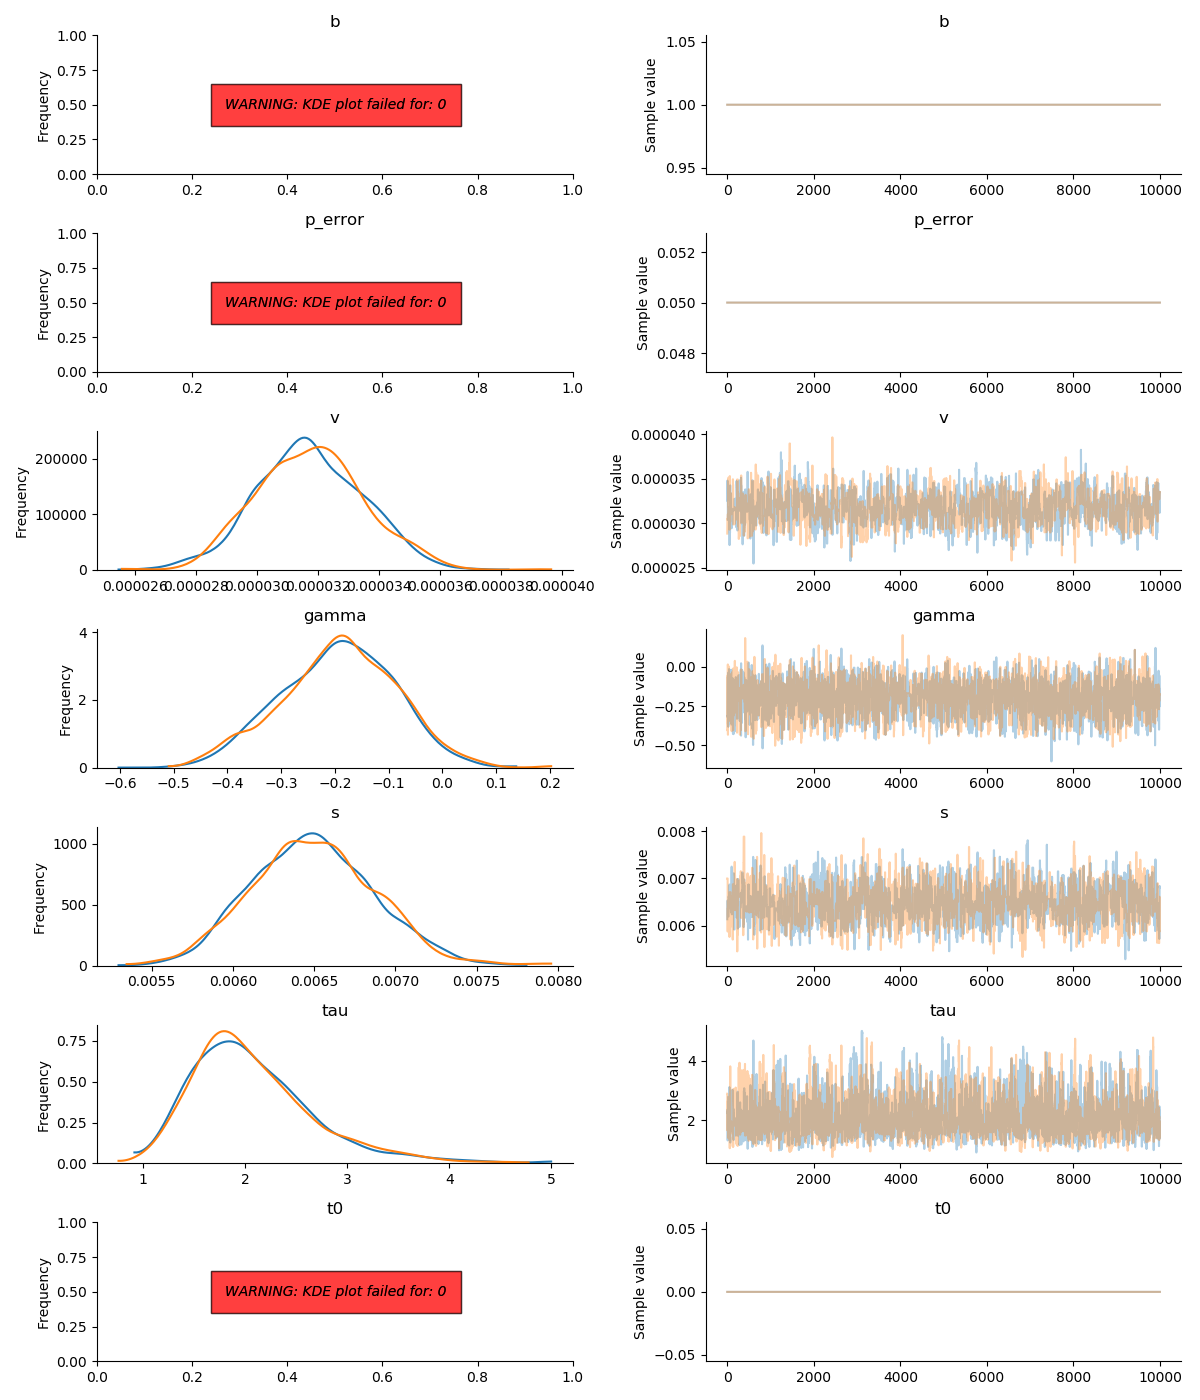 b
1.00
0.75
0.50
0.25
0.00
Frequency
WARNING: KDE plot failed for: 0
0.0 0.2 0.4 0.6 0.8 1.0
b
1.05
1.00
0.95
Sample value
0 2000 4000 6000 8000 10000
p_error
1.00
0.75
0.50
0.25
0.00
Frequency
WARNING: KDE plot failed for: 0
0.0 0.2 0.4 0.6 0.8 1.0
p_error
0.052
0.050
0.048
Sample value
0 2000 4000 6000 8000 10000
v
200000
100000
0
Frequency
0.000026 0.000028 0.000030 0.000032 0.000034 0.000036 0.000038 0.000040
v
0.000040
0.000035
0.000030
0.000025
Sample value
0 2000 4000 6000 8000 10000
gamma
4
2
0
Frequency
−0.6 −0.5 −0.4 −0.3 −0.2 −0.1 0.0 0.1 0.2
gamma
0.00
−0.25
−0.50
Sample value
0 2000 4000 6000 8000 10000
s
1000
500
0
Frequency
0.0055 0.0060 0.0065 0.0070 0.0075 0.0080
s
0.008
0.007
0.006
Sample value
0 2000 4000 6000 8000 10000
tau
0.75
0.50
0.25
0.00
Frequency
1 2 3 4 5
tau
4
2
Sample value
0 2000 4000 6000 8000 10000
t0
1.00
0.75
0.50
0.25
0.00
Frequency
WARNING: KDE plot failed for: 0
0.0 0.2 0.4 0.6 0.8 1.0
t0
0.05
0.00
−0.05
Sample value
0 2000 4000 6000 8000 10000